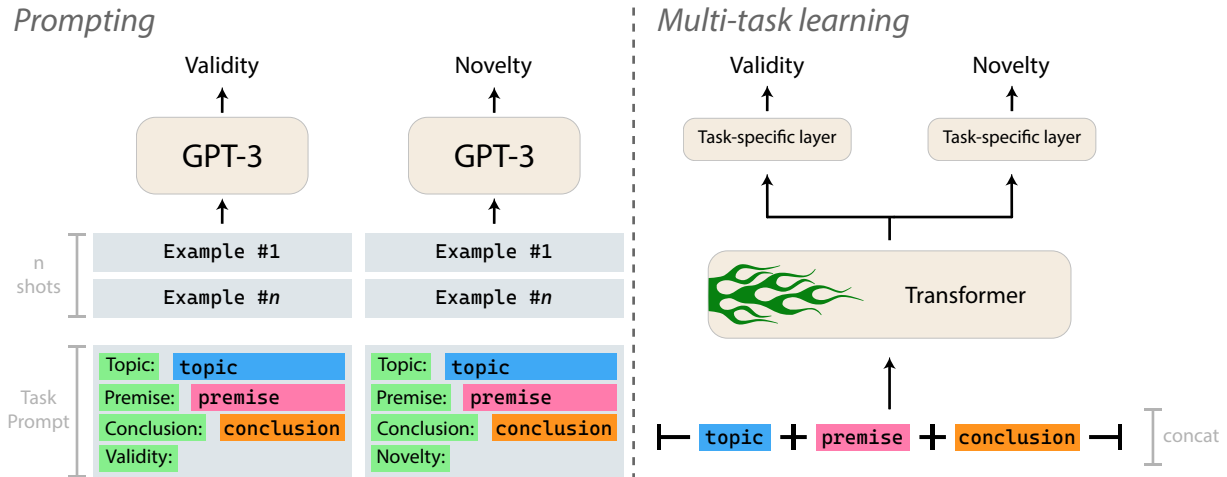 Prompting
Validity
Novelty
GPT-3
GPT-3
n
shots
Example #1
Example #1
Example #n
Example #n
Task
Prompt
Topic: topic
Premise: premise
Conclusion: conclusion
Validity:
Topic: topic
Premise: premise
Conclusion: conclusion
Novelty:
Multi-task learning
Validity
Novelty
Task-specific layer
Task-specific layer
Transformer
topic + premise + conclusion
concat